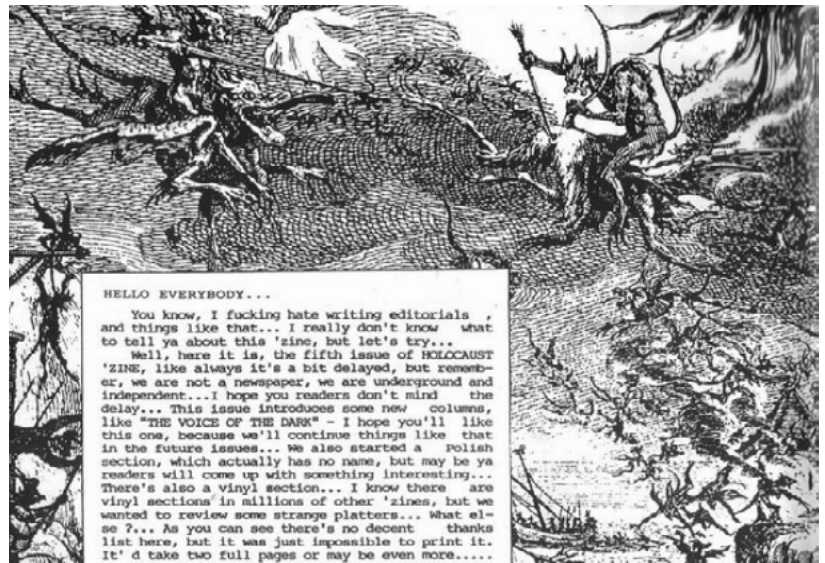 HELLO EVERYBODY...
You know, I fucking hate writing editorials ,
and things like that... I really don't know what
to tell ya about this 'zine, but let's try...
Well, here it is, the fifth issue of HOLOCAUST
'ZINE, like always it's a bit delayed, but rememb-
er, we are not a newspaper, we are underground and
independent...I hope you readers don't mind the
delay... This issue introduces some new columns,
like "THE VOICE OF THE DARK" - I hope you'll like
this one, because we'll continue things like that
in the future issues... We also started a Polish
section, which actually has no name, but may be ya
readers will come up with something interesting...
There's also a vinyl section... I know there are
vinyl sections in millions of other 'zines, but we
wanted to review some strange platters... What el-
se ?... As you can see there's no decent thanks
list here, but it was just impossible to print it.
It' d take two full pages or may be even more.....